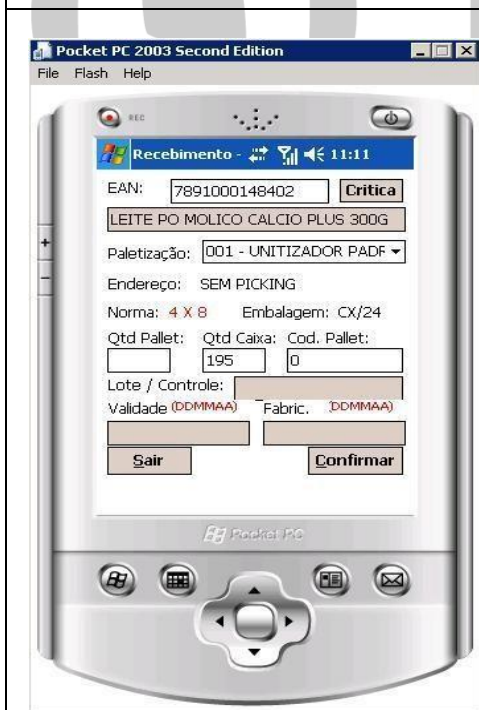 Pocket PC 2003 Second Edition
File Flash Help
REC
Recebimento - 11:11
EAN: 7891000148402 Critica
LEITE PO MOLICO CALCIO PLUS 300G
Paletização: 001 - UNITIZADOR PADF
Endereço: SEM PICKING
Norma: 4 X 8 Embalagem: CX/24
Qtd Pallet: Qtd Caixa: Cod. Pallet:
195 0
Lote / Controle:
Validade (DDMMAA) Fabric. DDMMAA)
Sair Confirmar
Pocket PC